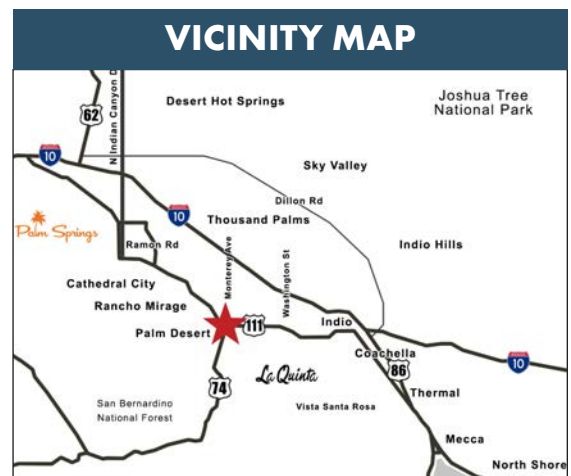 VICINITY MAP
Desert Hot Springs
Joshua Tree
National Park
62
N Indian Canyon D
10
Sky Valley
Dillon Rd
10
Thousand Palms
Palm Springs
Ramon Rd
Indio Hills
Monterey Ave
Washington St
Cathedral City
Rancho Mirage
Palm Desert
111
Indio
Coachella
10
86
74
La Quinta
Thermal
San Bernardino
National Forest
Vista Santa Rosa
Mecca
North Shore